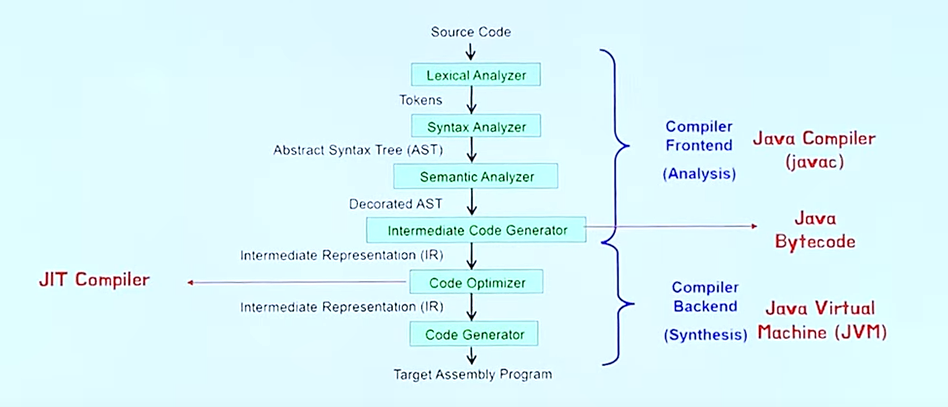 Source Code
Lexical Analyzer
Tokens
Syntax Analyzer
Abstract Syntax Tree (AST)
Semantic Analyzer
Decorated AST
Intermediate Code Generator
Intermediate Representation (IR)
Code Optimizer
Intermediate Representation (IR)
Code Generator
Target Assembly Program
Compiler
Frontend
(Analysis)
Java Compiler
(javac)
Java
Bytecode
JIT Compiler
Compiler
Backend
(Synthesis)
Java Virtual
Machine (JVM)